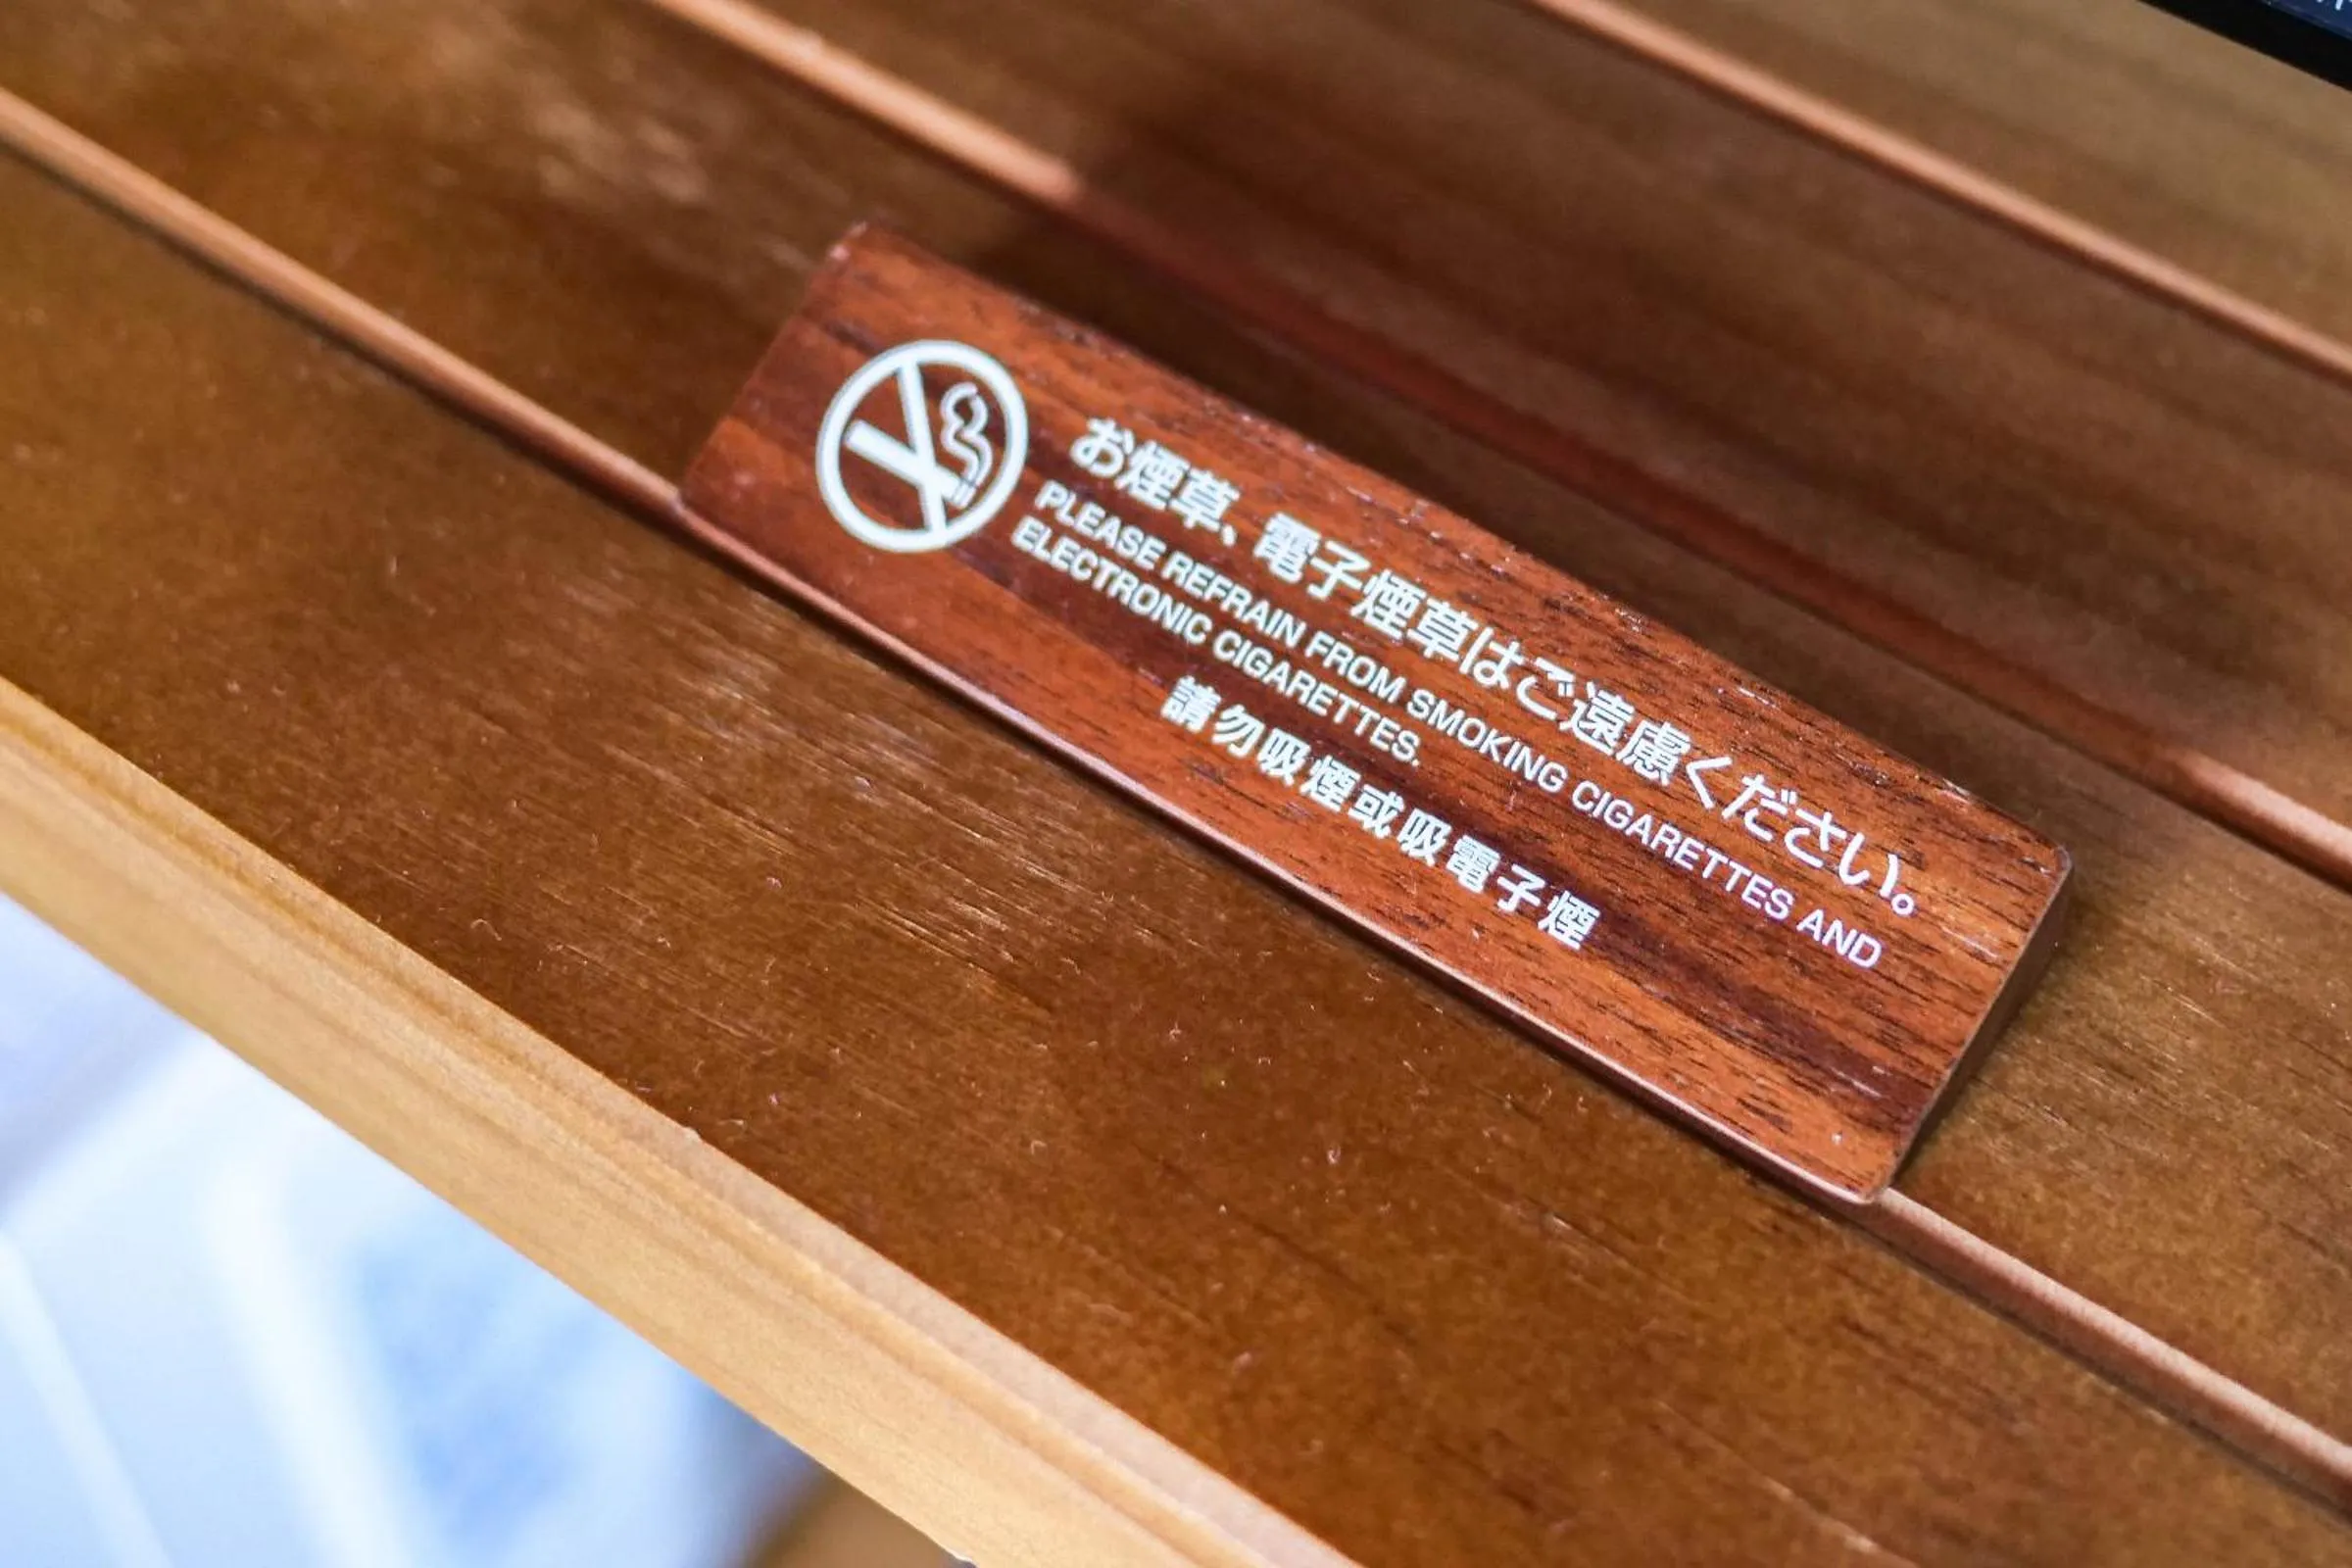 お煙草、電子煙草はご遠慮ください。
PLEASE REFRAIN FROM SMOKING CIGARETTES AND
ELECTRONIC CIGARETTES.
請勿吸煙或吸電子煙